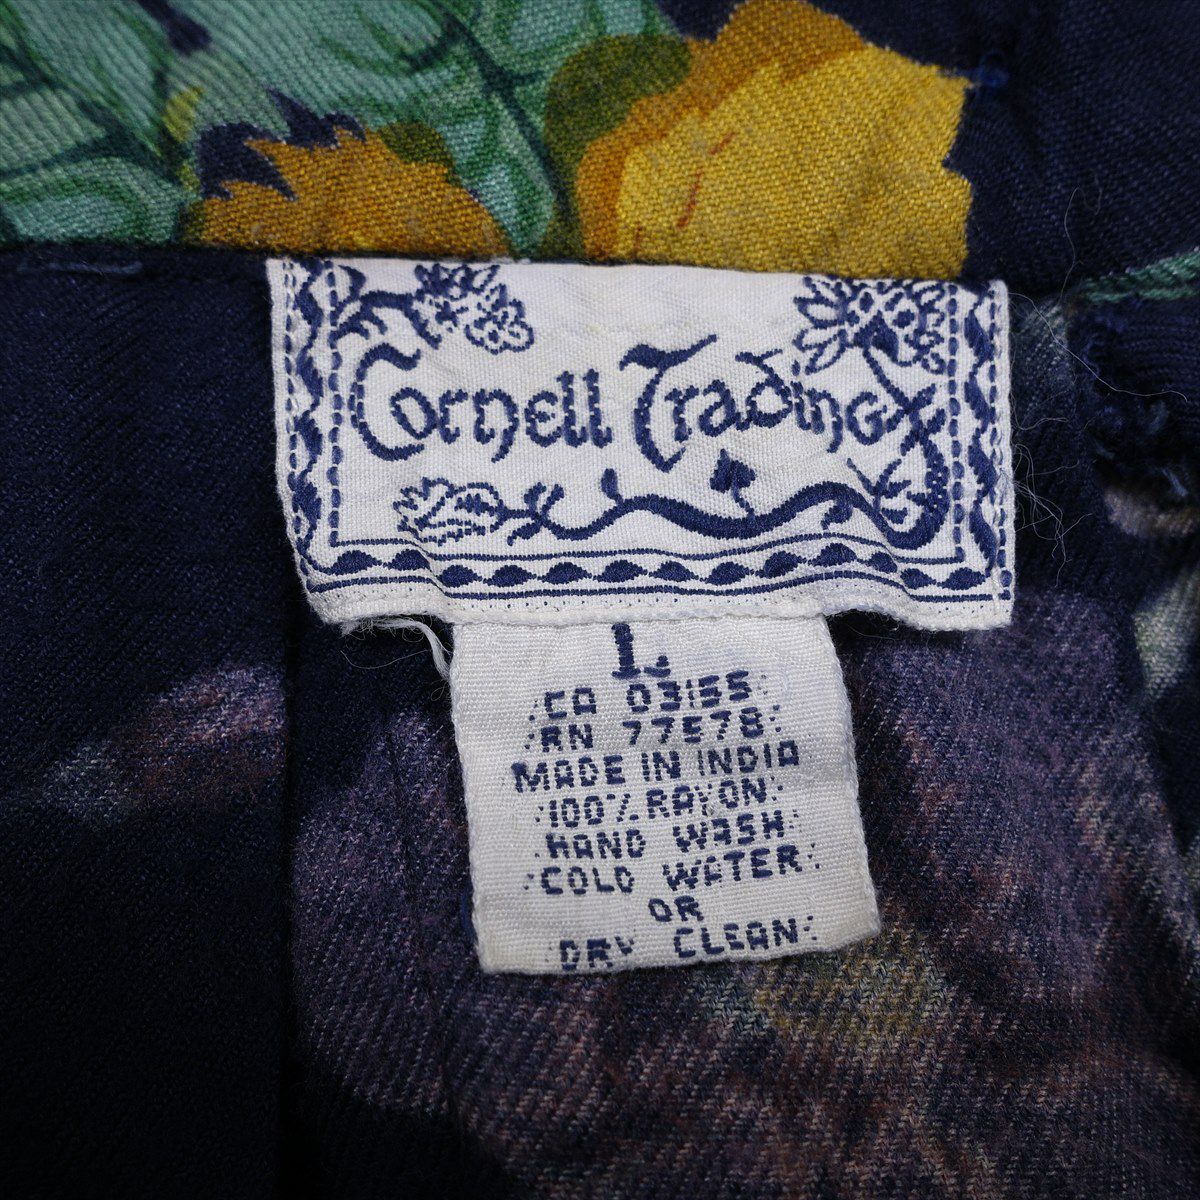 Cornell Trading
L
CA 03155
RN 77578
MADE IN INDIA
100% RAYON
HAND WASH
COLD WATER
OR
DRY CLEAN